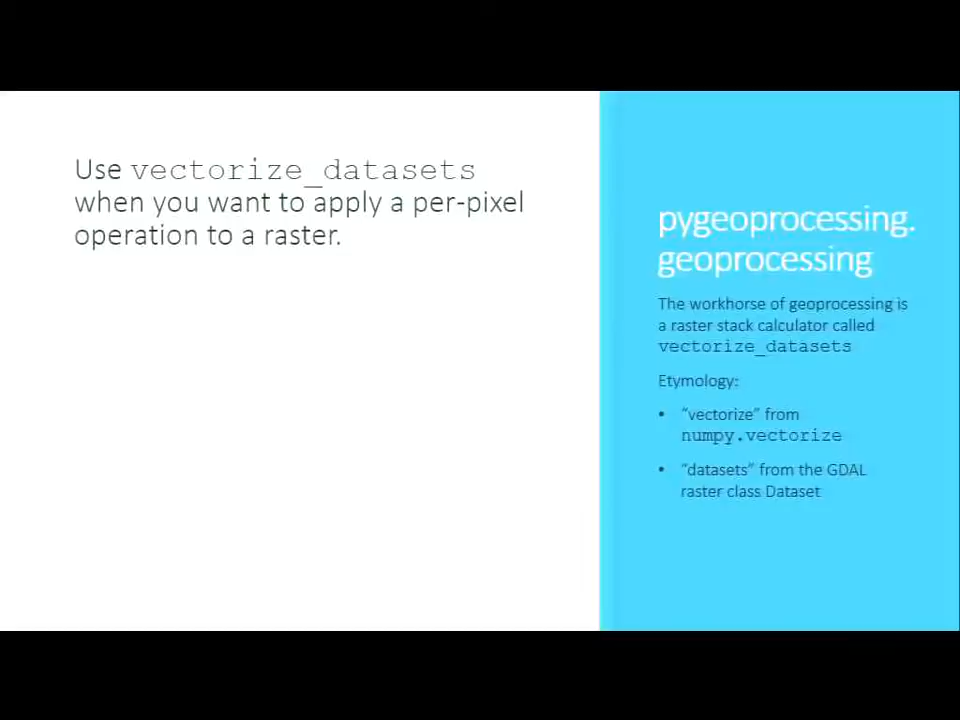 Use vectorize_datasets
when you want to apply a per-pixel
operation to a raster.
pygeoprocessing.
geoprocessing
The workhorse of geoprocessing is
a raster stack calculator called
vectorize_datasets
Etymology:
• “vectorize” from
numpy.vectorize
• “datasets” from the GDAL
raster class Dataset